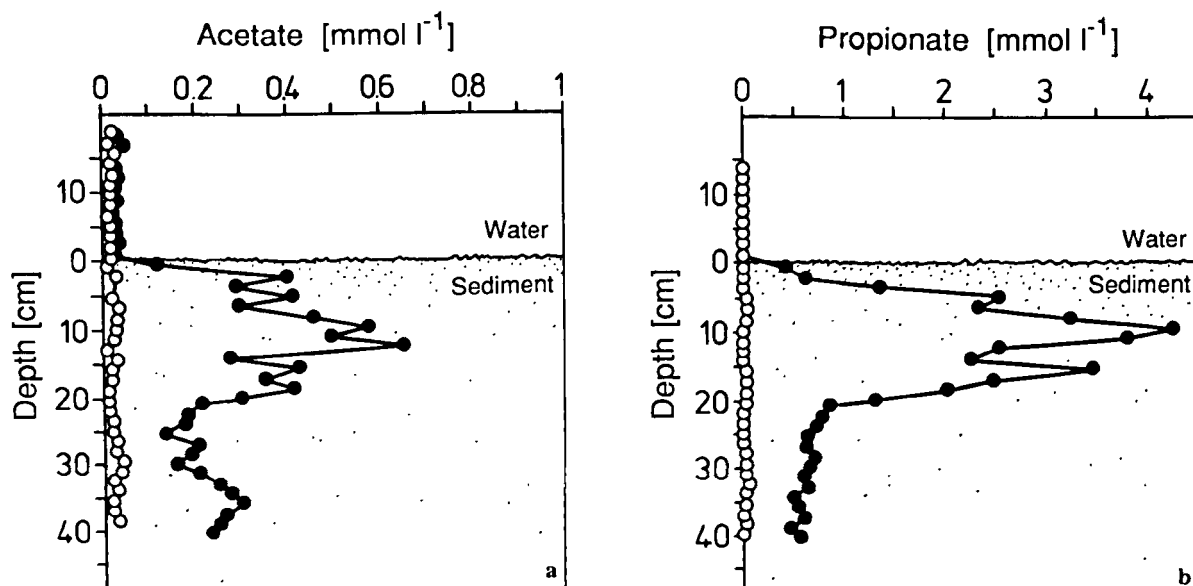 Acetate [mmol l⁻¹]
0 0.2 0.4 0.6 0.8 1
10
0
10
20
30
40
Depth [cm]
Water
Sediment
a
Propionate [mmol l⁻¹]
0 1 2 3 4
10
0
10
20
30
40
Depth [cm]
Water
Sediment
b